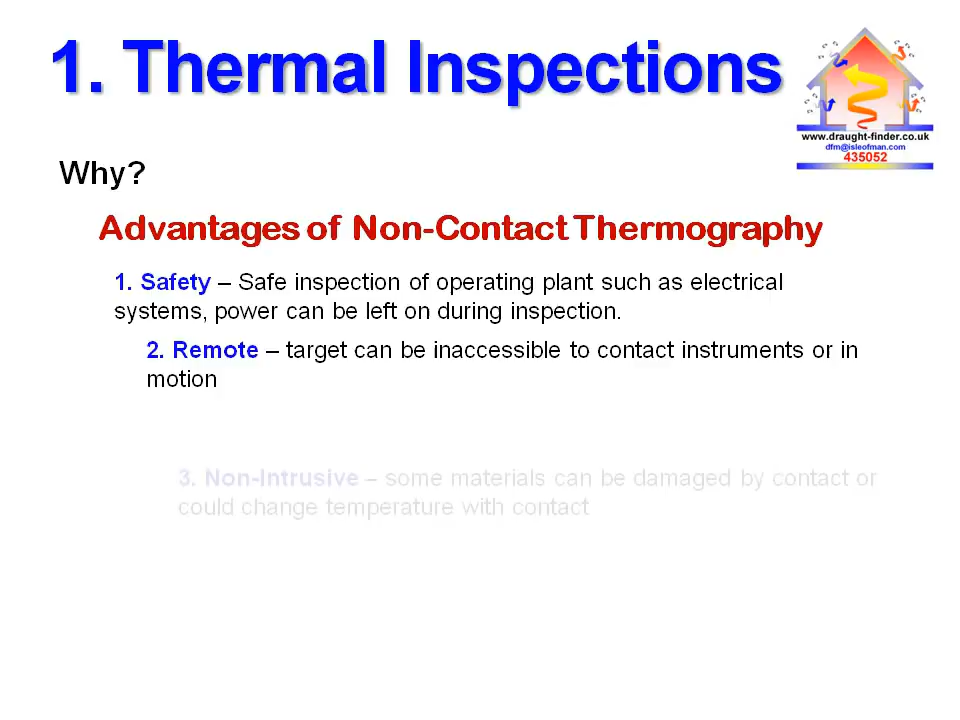 1. Thermal Inspections
www.draught-finder.co.uk
dfm@isleofman.com
435052
Why?
Advantages of Non-Contact Thermography
1. Safety – Safe inspection of operating plant such as electrical
systems, power can be left on during inspection.
2. Remote – target can be inaccessible to contact instruments or in
motion
3. Non-Intrusive – some materials can be damaged by contact or
could change temperature with contact